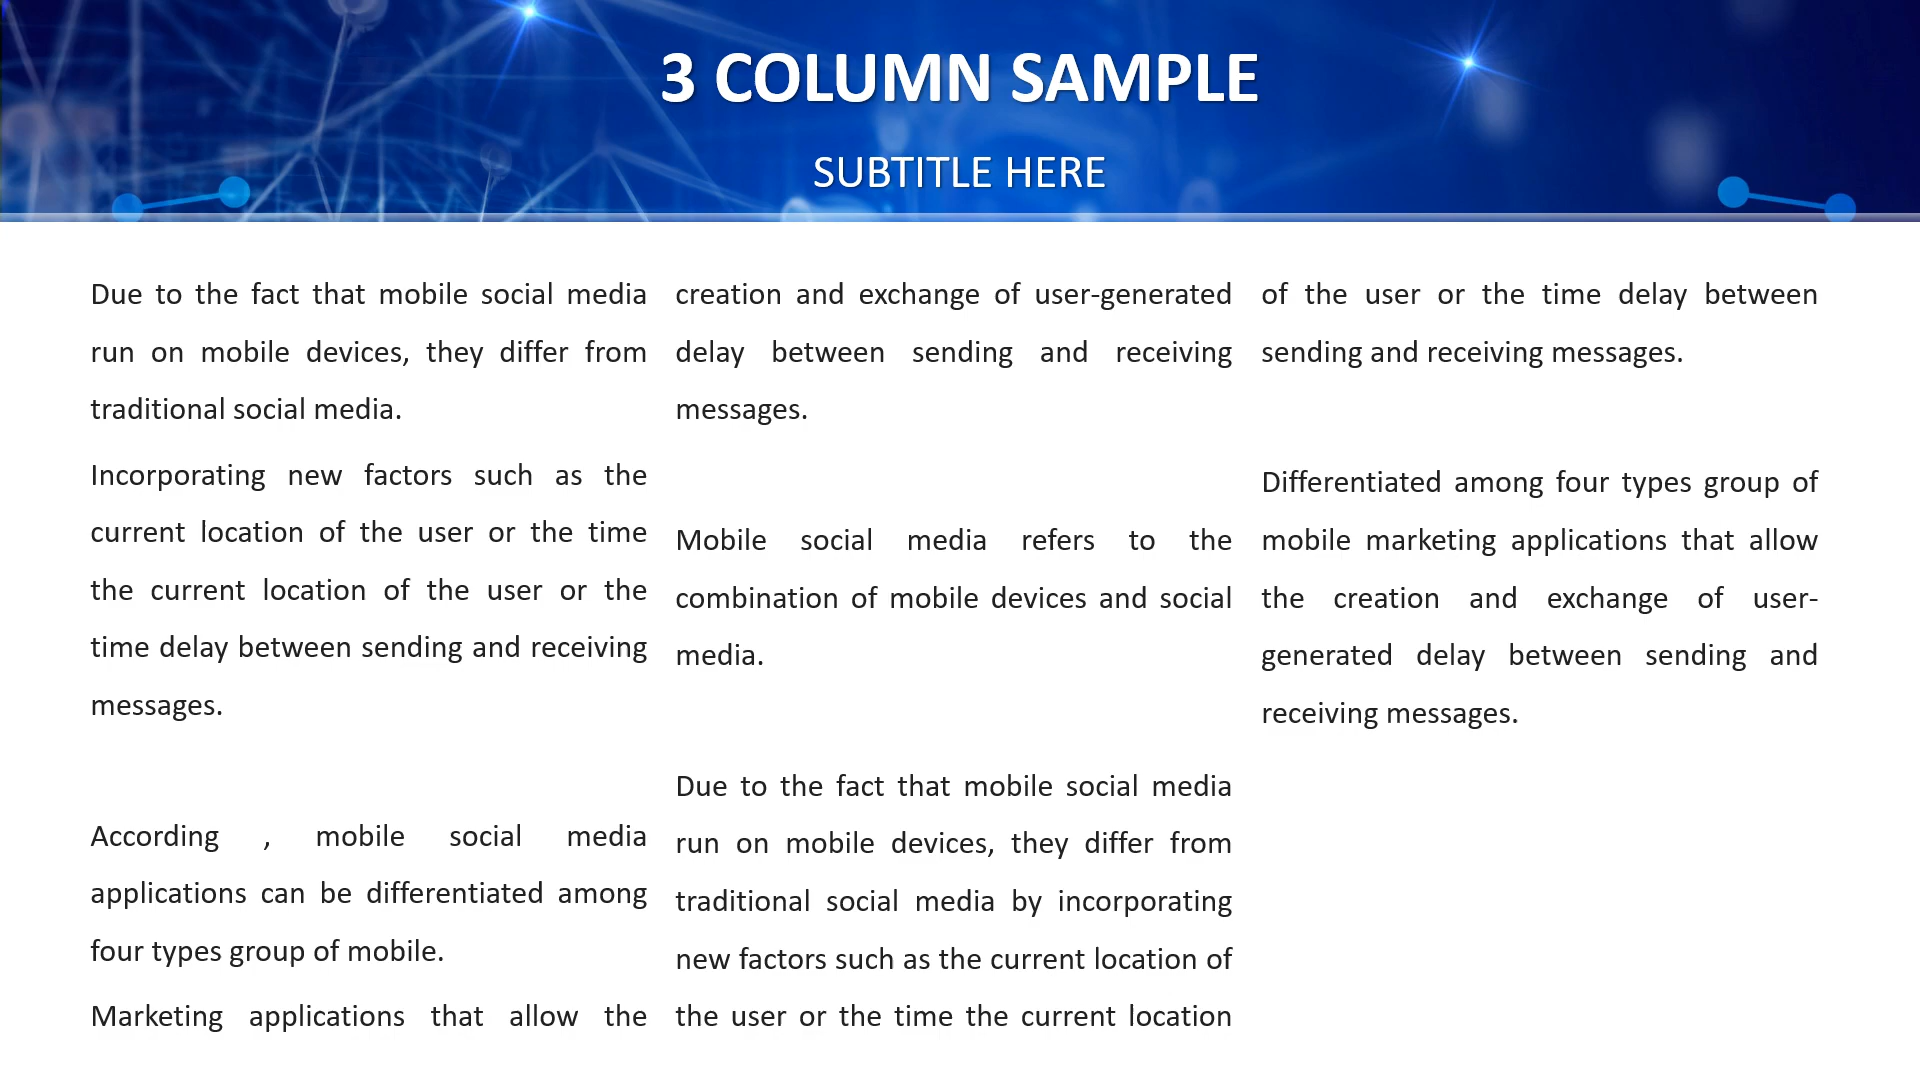 3 COLUMN SAMPLE
SUBTITLE HERE
Due to the fact that mobile social media
run on mobile devices, they differ from
traditional social media.
Incorporating new factors such as the
current location of the user or the time
the current location of the user or the
time delay between sending and receiving
messages.
According , mobile social media
applications can be differentiated among
four types group of mobile.
Marketing applications that allow the
creation and exchange of user-generated
delay between sending and receiving
messages.
Mobile social media refers to the
combination of mobile devices and social
media.
Due to the fact that mobile social media
run on mobile devices, they differ from
traditional social media by incorporating
new factors such as the current location of
the user or the time the current location
of the user or the time delay between
sending and receiving messages.
Differentiated among four types group of
mobile marketing applications that allow
the creation and exchange of user-
generated delay between sending and
receiving messages.